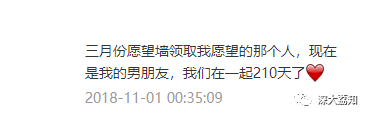 三月份愿望墙领取我愿望的那个人，现在
是我的男朋友，我们在一起210天了❤️
2018-11-01 00:35:09
深大荔知